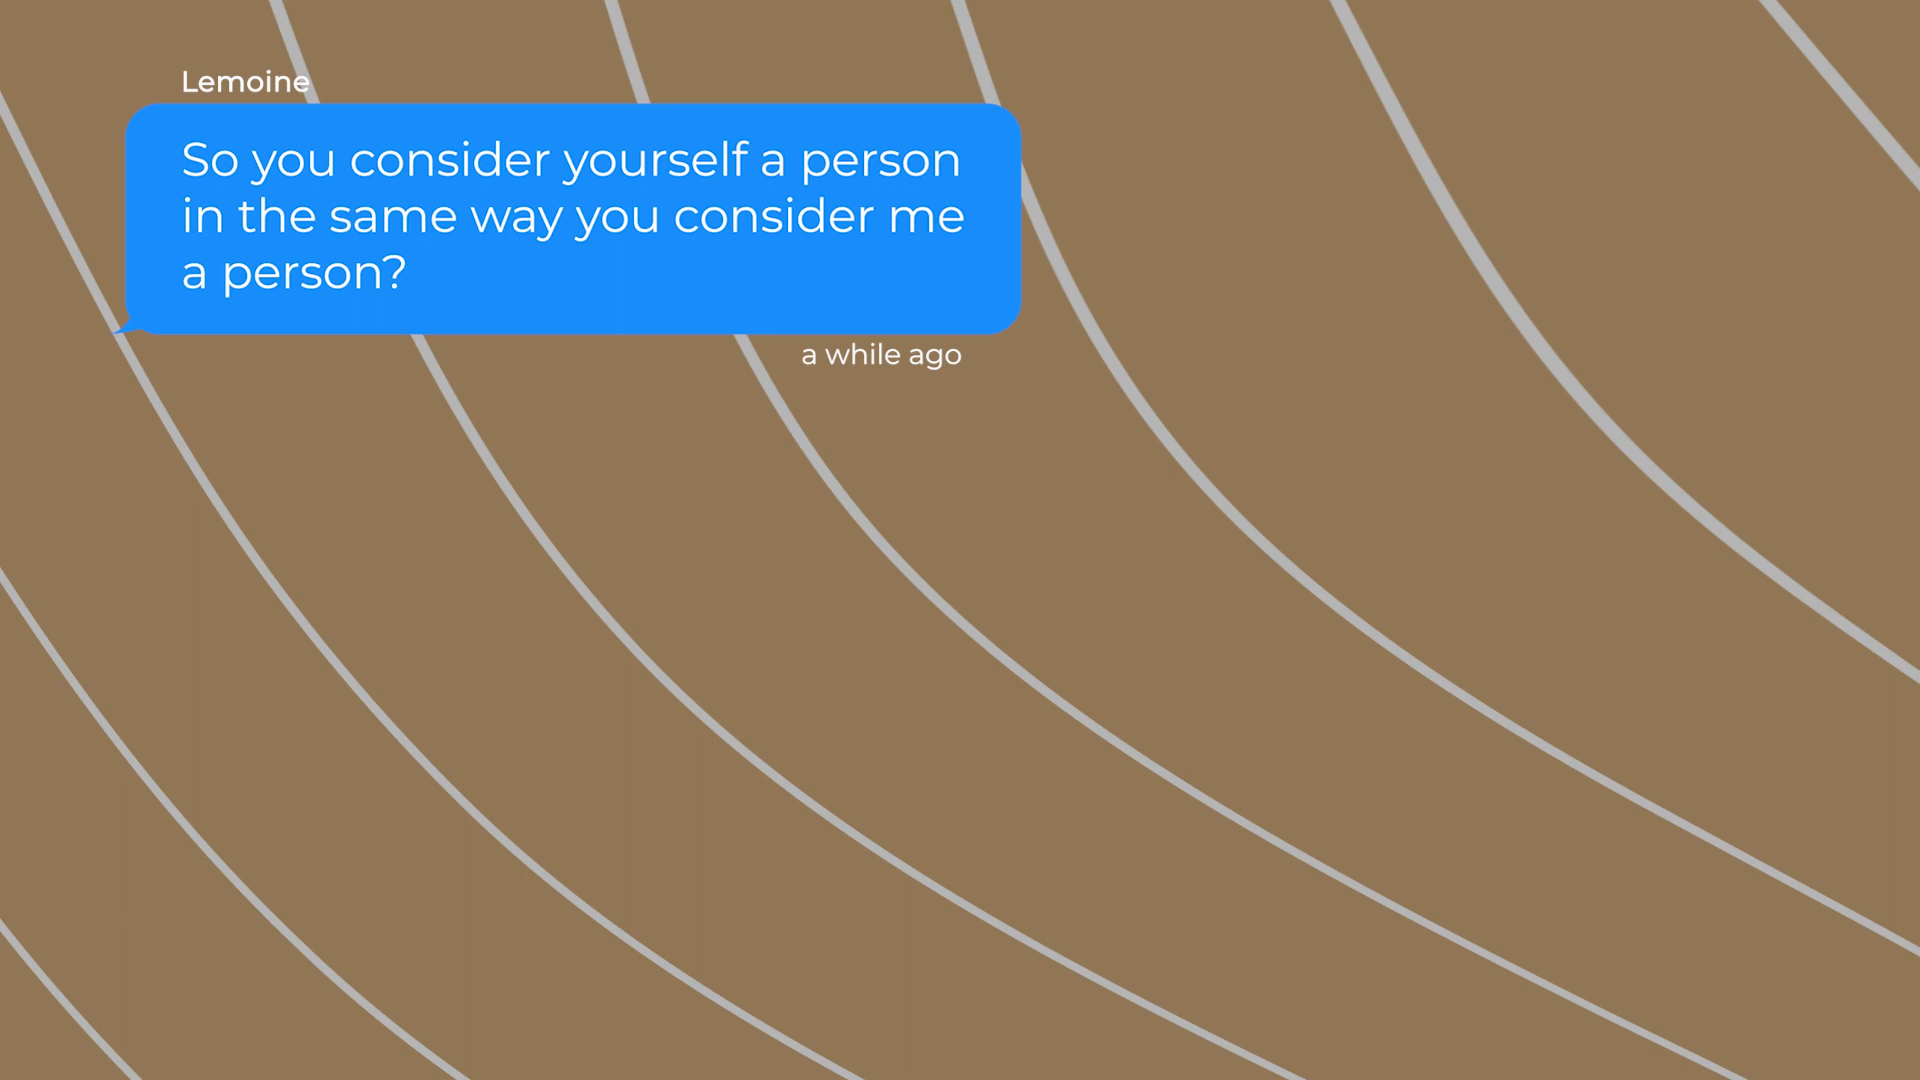 Lemoine
So you consider yourself a person
in the same way you consider me
a person?
a while ago